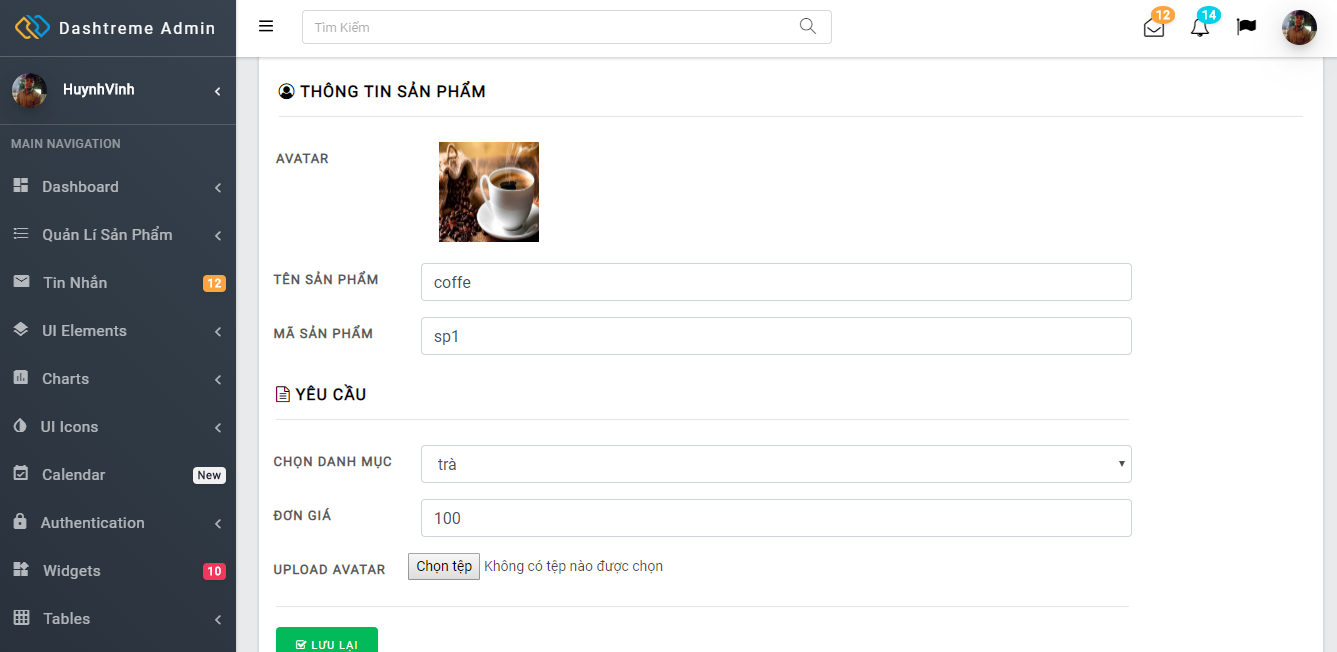 Dashtreme Admin
Tìm Kiếm
12
14
HuynhVinh
MAIN NAVIGATION
Dashboard
Quản Lí Sản Phẩm
Tin Nhắn 12
UI Elements
Charts
UI Icons
Calendar New
Authentication
Widgets 10
Tables
THÔNG TIN SẢN PHẨM
AVATAR
TÊN SẢN PHẨM coffe
MÃ SẢN PHẨM sp1
YÊU CẦU
CHỌN DANH MỤC trà
ĐƠN GIÁ 100
UPLOAD AVATAR Chọn tệp Không có tệp nào được chọn
LƯU LẠI